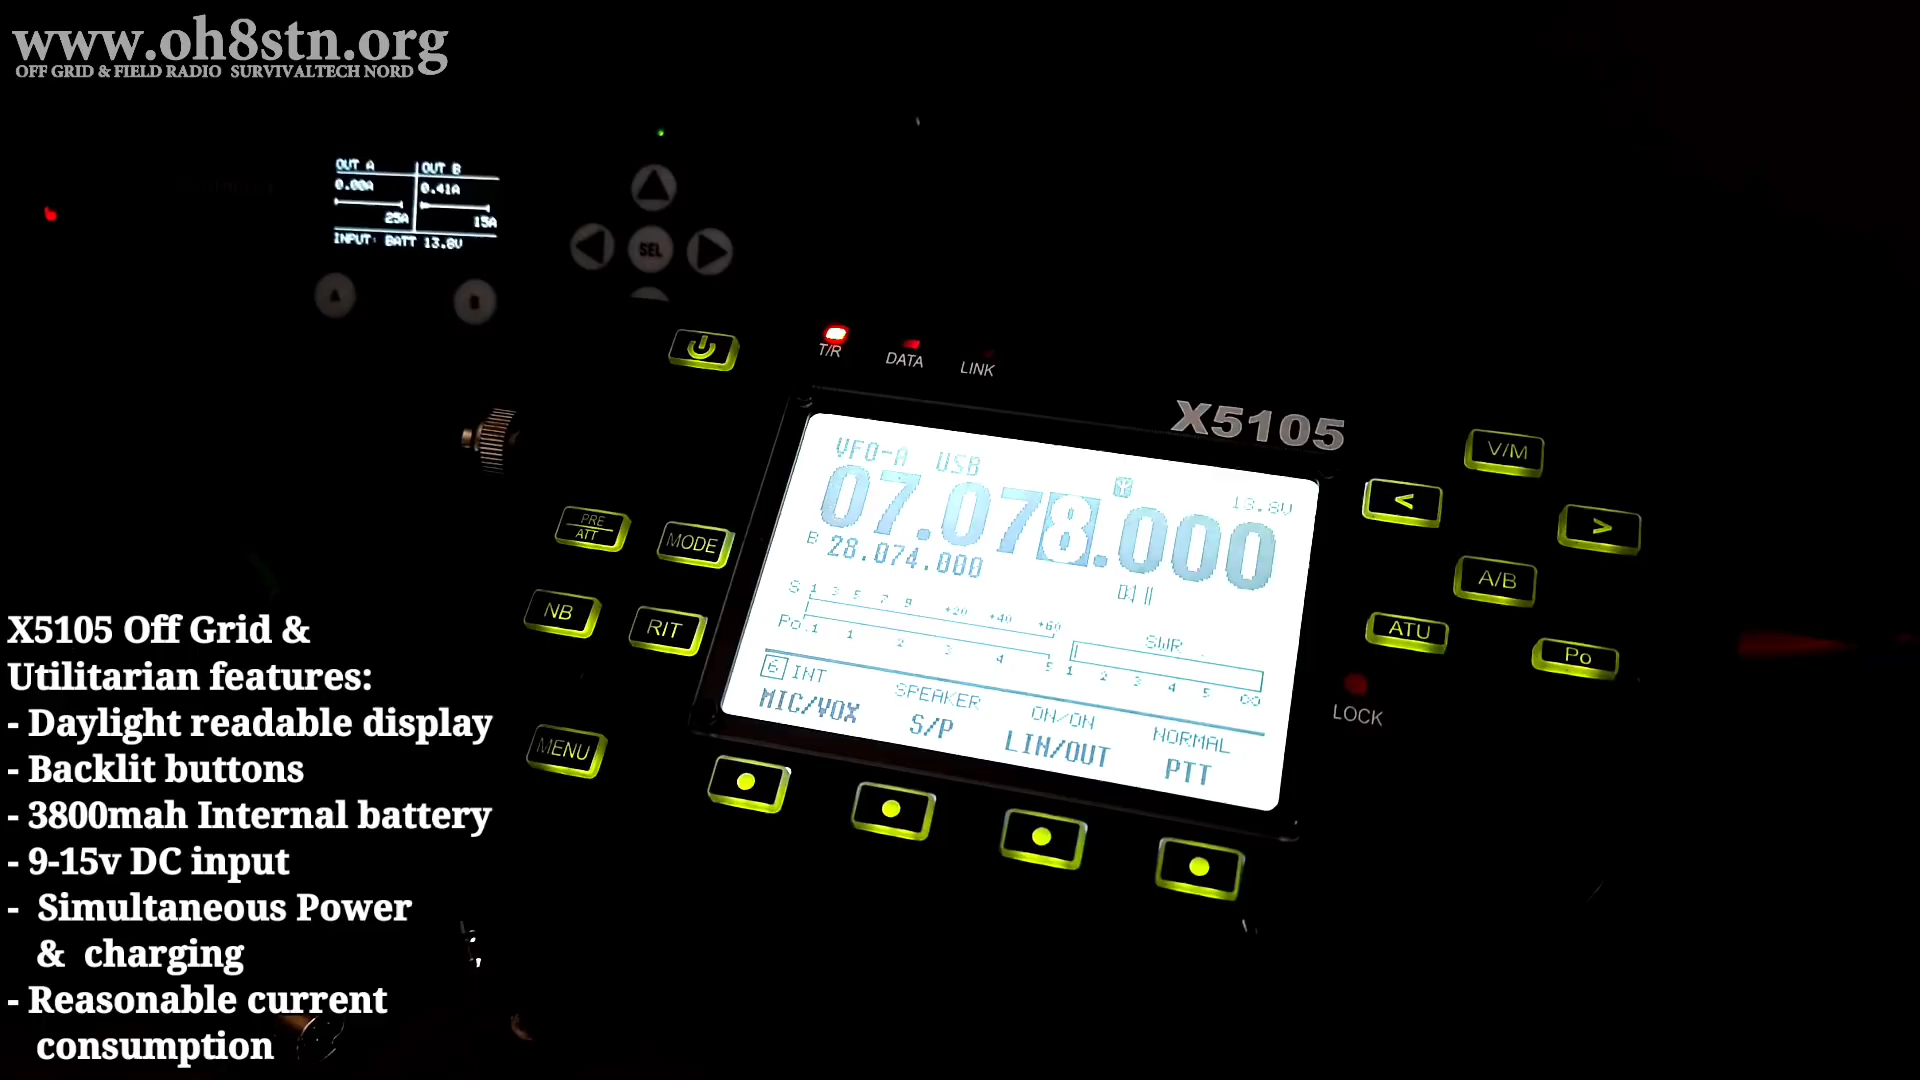 www.oh8stn.org
OFF GRID & FIELD RADIO SURVIVALTECH NORD
OUT A
OUT B
0.00A
0.41A
25A
15A
INPUT: BATT 13.8V
A
B
SEL
T/R
DATA
LINK
X5105
V/M
<
>
PRE
ATT
MODE
VFO-A USB
13.8V
07.078.000
B 28.074.000
A/B
NB
RIT
S 1 3 5 7 9 +20 +40 +60
Po.1 1 2 3 4 5
SWR
1 2 3 4 5 ∞
ATU
Po
LOCK
6 INT
SPEAKER
ON/ON
NORMAL
MIC/VOX
S/P
LIN/OUT
PTT
MENU
X5105 Off Grid &
Utilitarian features:
- Daylight readable display
- Backlit buttons
- 3800mah Internal battery
- 9-15v DC input
- Simultaneous Power
& charging
- Reasonable current
consumption